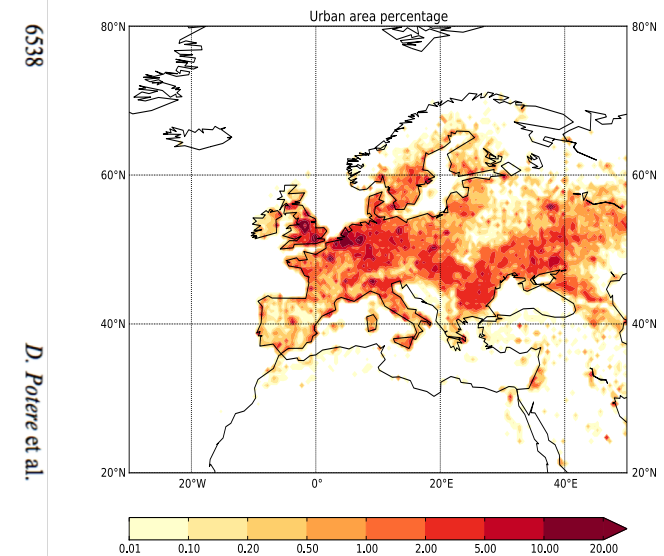 6538
D. Potere et al.
Urban area percentage
80°N 80°N
60°N 60°N
40°N 40°N
20°N 20°N
20°W 0° 20°E 40°E
0.01 0.10 0.20 0.50 1.00 2.00 5.00 10.00 20.00